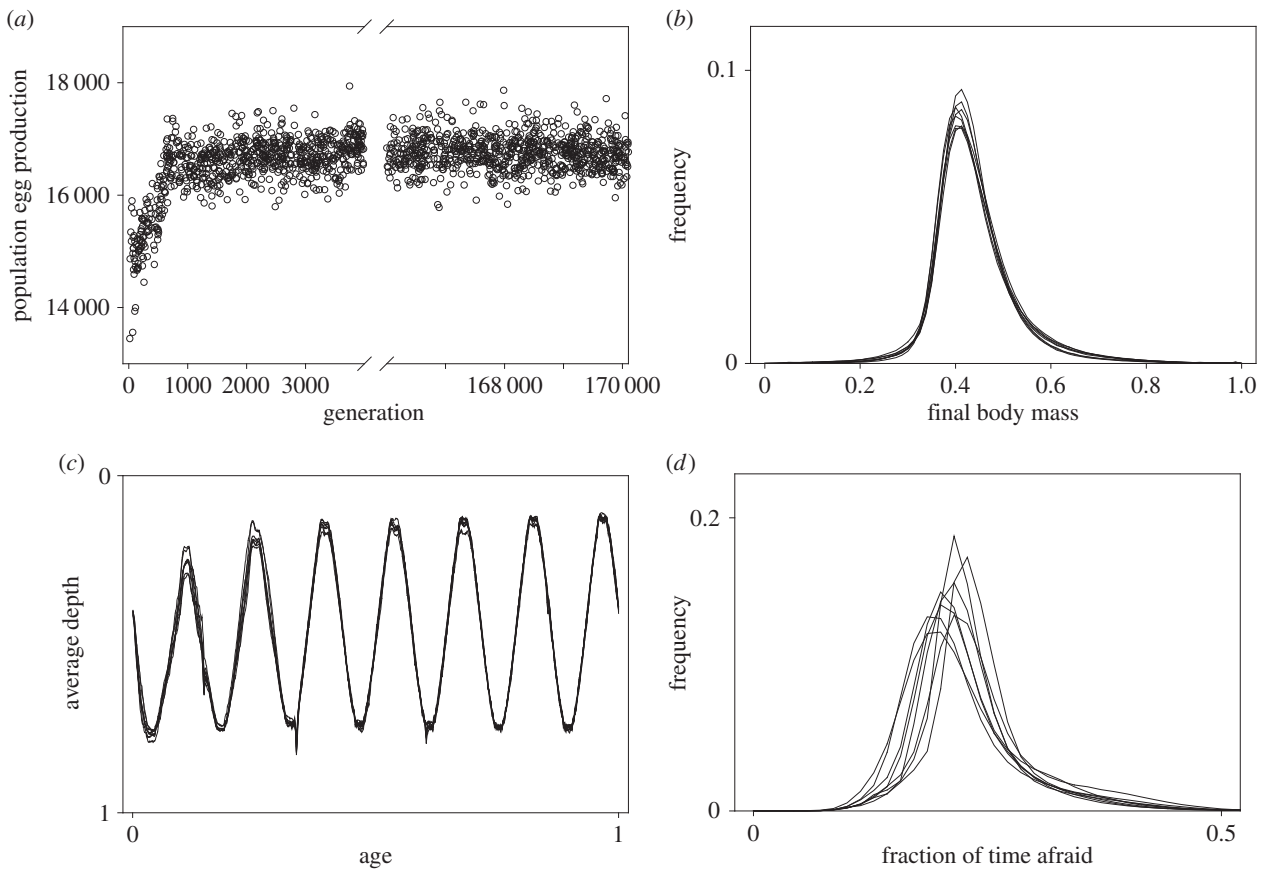 (a)
population egg production
18 000
16 000
14 000
0 1000 2000 3000 168 000 170 000
generation
(b)
frequency
0.1
0
0 0.2 0.4 0.6 0.8 1.0
final body mass
(c)
average depth
0
1
0 1
age
(d)
frequency
0.2
0
0 0.5
fraction of time afraid